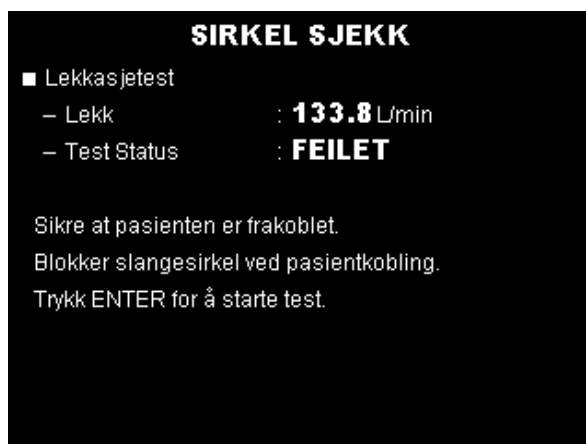 SIRKEL SJEKK
■ Lekkasjetest
– Lekk : 133.8 L/min
– Test Status : FEILET
Sikre at pasienten er frakoblet.
Blokker slangesirkel ved pasientkobling.
Trykk ENTER for å starte test.